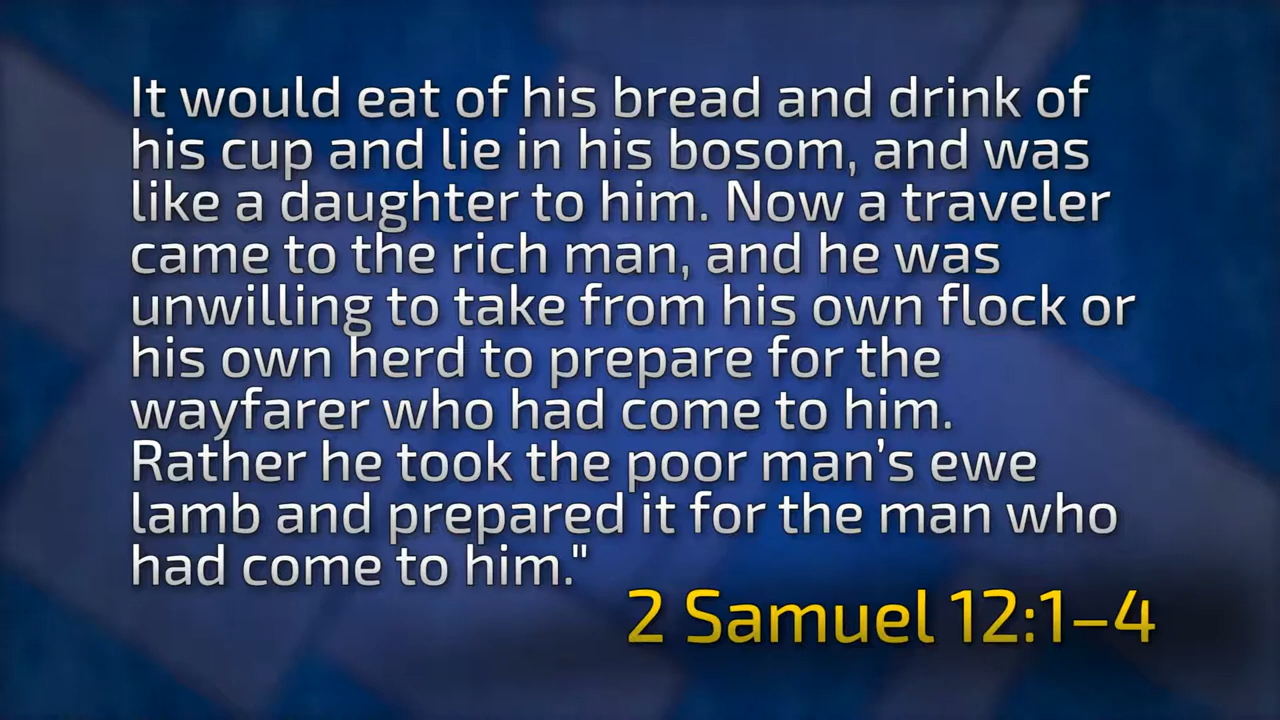 It would eat of his bread and drink of
his cup and lie in his bosom, and was
like a daughter to him. Now a traveler
came to the rich man, and he was
unwilling to take from his own flock or
his own herd to prepare for the
wayfarer who had come to him.
Rather he took the poor man’s ewe
lamb and prepared it for the man who
had come to him."
2 Samuel 12:1–4